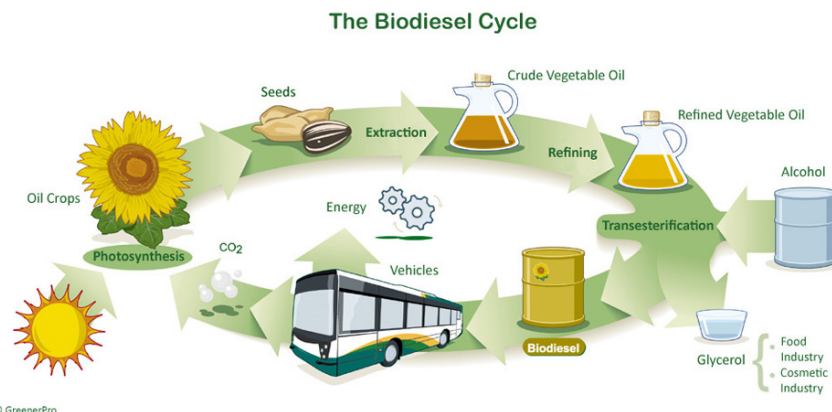 The Biodiesel Cycle
Seeds
Crude Vegetable Oil
Extraction
Refined Vegetable Oil
Refining
Alcohol
Oil Crops
Energy
Transesterification
CO2
Photosynthesis
Vehicles
Biodiesel
Glycerol
Food
Industry
Cosmetic
Industry
© GreenerPro